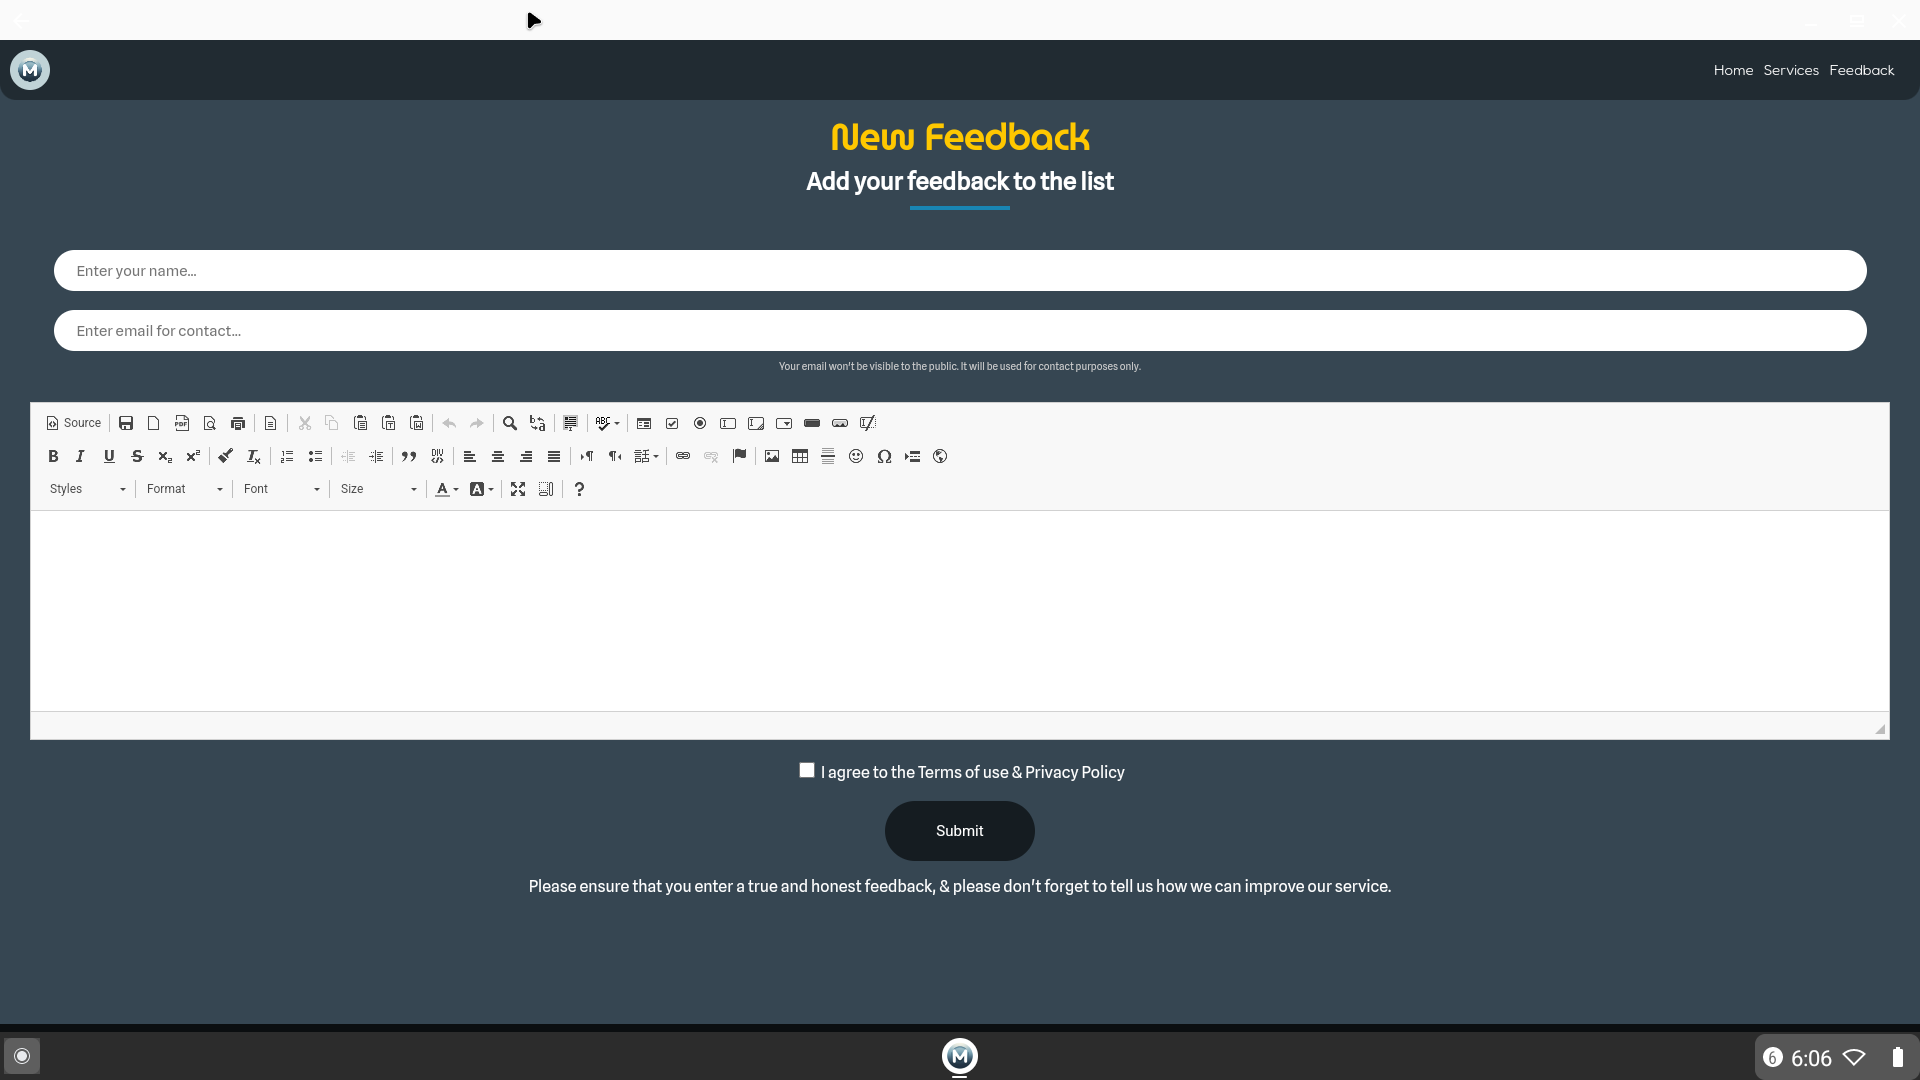 M
Home Services Feedback
New Feedback
Add your feedback to the list
Enter your name...
Enter email for contact...
Your email won't be visible to the public. It will be used for contact purposes only.
Source
Styles Format Font Size
I agree to the Terms of use & Privacy Policy
Submit
Please ensure that you enter a true and honest feedback, & please don't forget to tell us how we can improve our service.
M
6 6:06